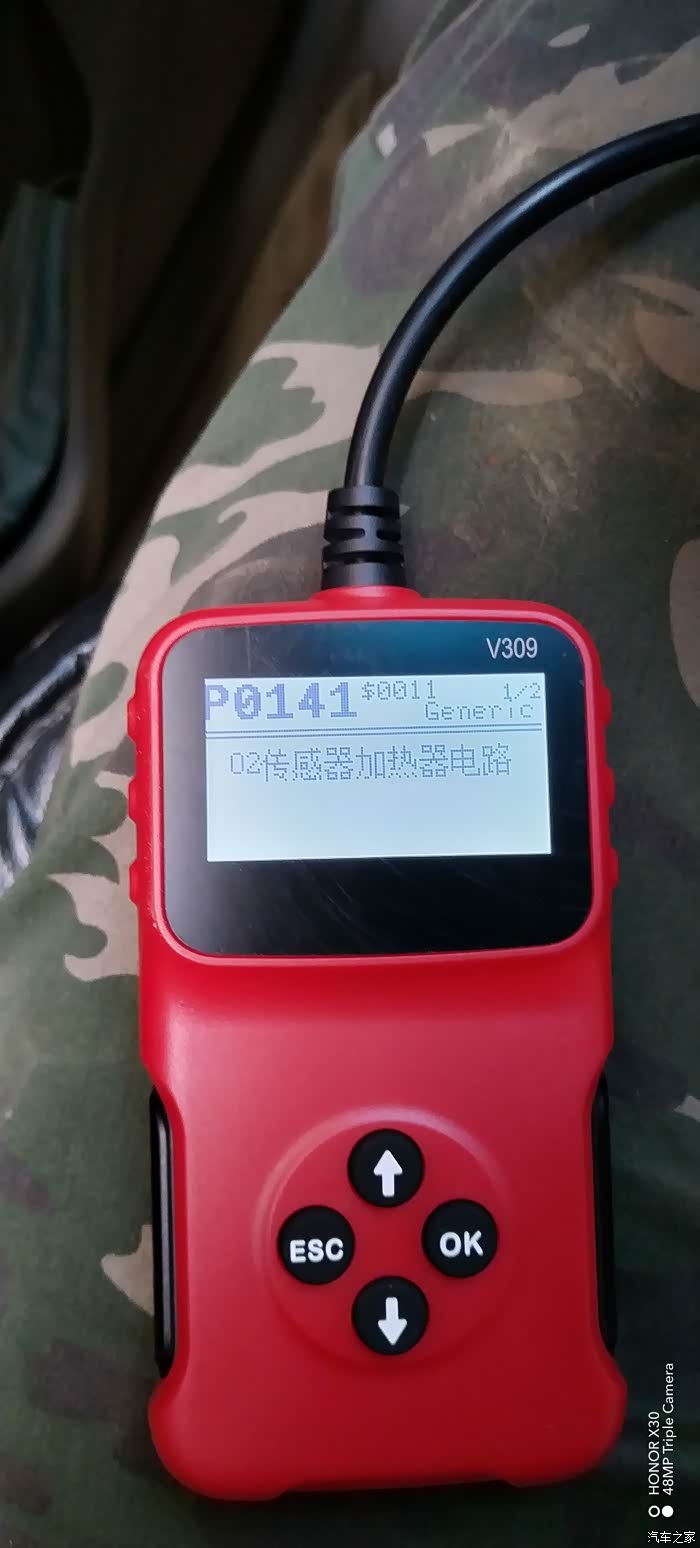 V309
P0141 $0011 1/2
Generic
O2传感器加热器电路
ESC
OK
HONOR X30
48MP Triple Camera
汽车之家